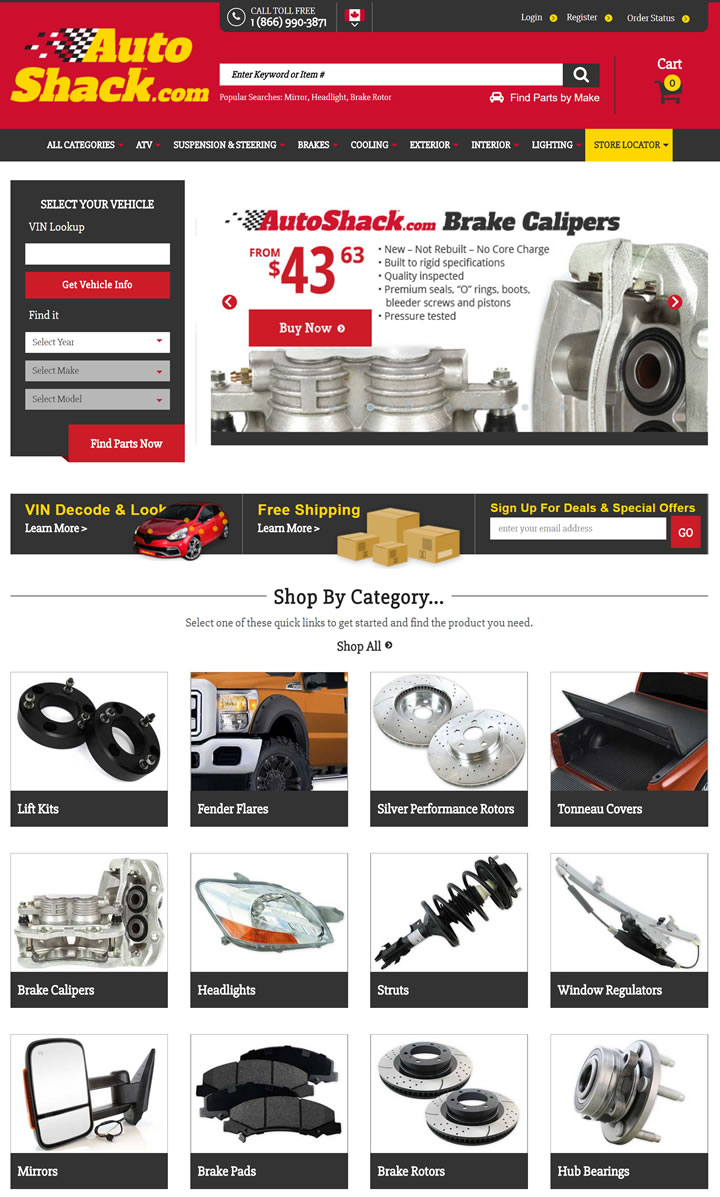 CALL TOLL FREE
1 (866) 990-3871
Login
Register
Order Status
Auto
Shack.com
Enter Keyword or Item #
Popular Searches: Mirror, Headlight, Brake Rotor
Find Parts by Make
Cart
0
ALL CATEGORIES
ATV
SUSPENSION & STEERING
BRAKES
COOLING
EXTERIOR
INTERIOR
LIGHTING
STORE LOCATOR
SELECT YOUR VEHICLE
VIN Lookup
Get Vehicle Info
Find it
Select Year
Select Make
Select Model
Find Parts Now
AutoShack.com Brake Calipers
FROM
$43 63
• New – Not Rebuilt – No Core Charge
• Built to rigid specifications
• Quality inspected
• Premium seals, “O” rings, boots,
bleeder screws and pistons
• Pressure tested
Buy Now
VIN Decode & Look
Learn More >
Free Shipping
Learn More >
Sign Up For Deals & Special Offers
enter your email address
GO
Shop By Category...
Select one of these quick links to get started and find the product you need.
Shop All
Lift Kits
Fender Flares
Silver Performance Rotors
Tonneau Covers
Brake Calipers
Headlights
Struts
Window Regulators
Mirrors
Brake Pads
Brake Rotors
Hub Bearings